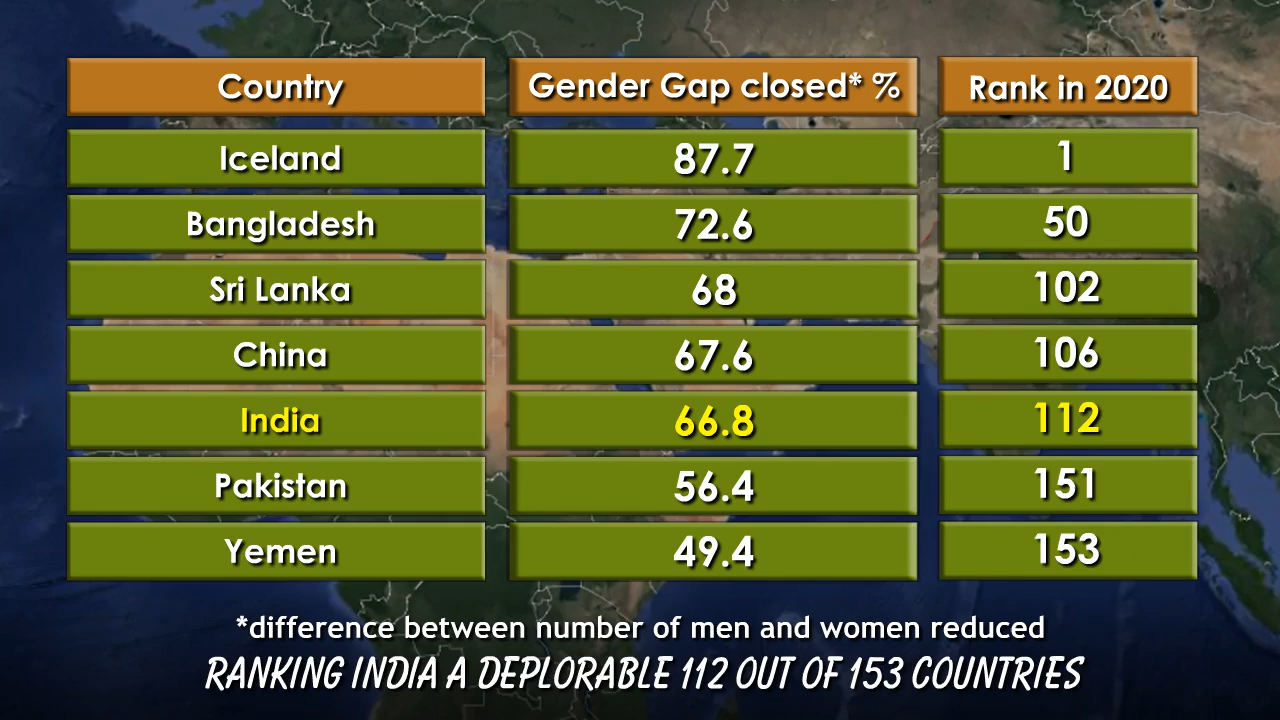 Country Gender Gap closed* % Rank in 2020
Iceland 87.7 1
Bangladesh 72.6 50
Sri Lanka 68 102
China 67.6 106
India 66.8 112
Pakistan 56.4 151
Yemen 49.4 153
*difference between number of men and women reduced
RANKING INDIA A DEPLORABLE 112 OUT OF 153 COUNTRIES